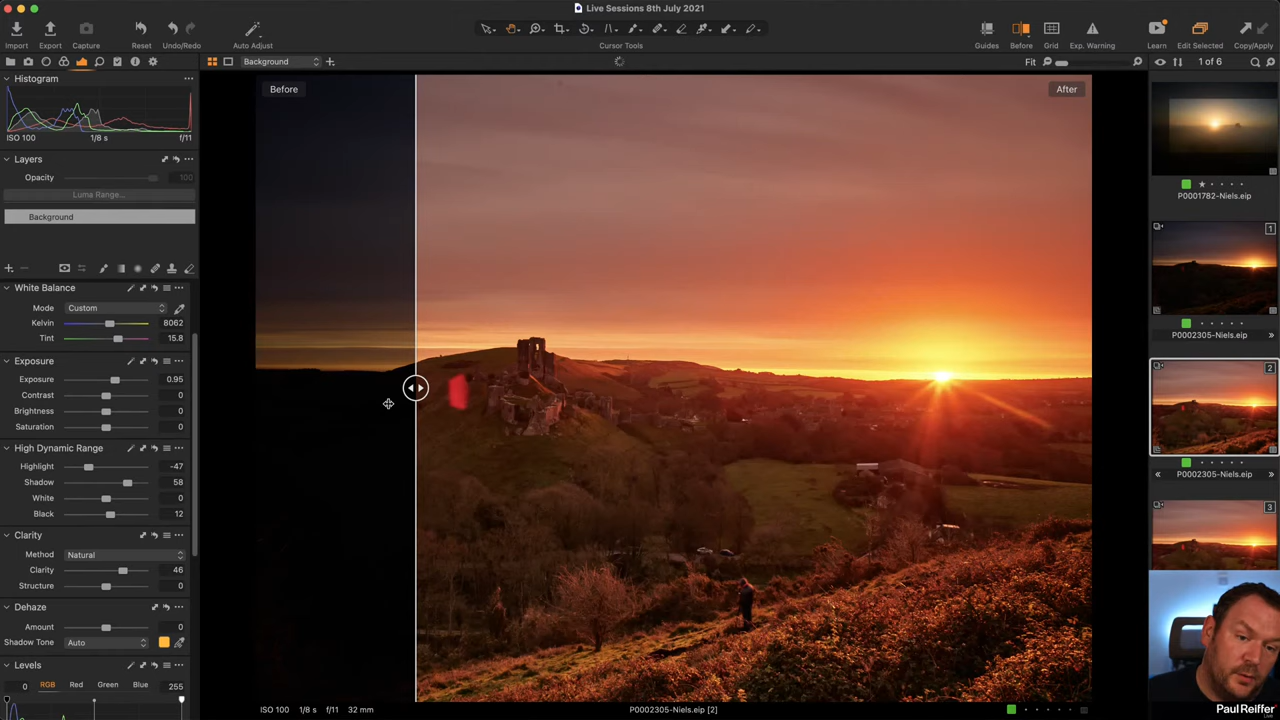 Live Sessions 8th July 2021
Import
Export
Capture
Reset
Undo/Redo
Auto Adjust
Cursor Tools
Guides
Before
Grid
Exp. Warning
Learn
Edit Selected
Copy/Apply
Background
Fit
1 of 6
Histogram
ISO 100
1/8 s
f/11
Layers
Opacity
100
Luma Range...
Background
White Balance
Mode
Custom
Kelvin
8062
Tint
15.8
Exposure
Exposure
0.95
Contrast
0
Brightness
0
Saturation
0
High Dynamic Range
Highlight
-47
Shadow
58
White
0
Black
12
Clarity
Method
Natural
Clarity
46
Structure
0
Dehaze
Amount
0
Shadow Tone
Auto
Levels
0
RGB
Red
Green
Blue
255
Before
After
ISO 100
1/8 s
f/11
32 mm
P0002305-Niels.eip [2]
P0001782-Niels.eip
1
P0002305-Niels.eip
2
P0002305-Niels.eip
3
Paul Reiffer
Live